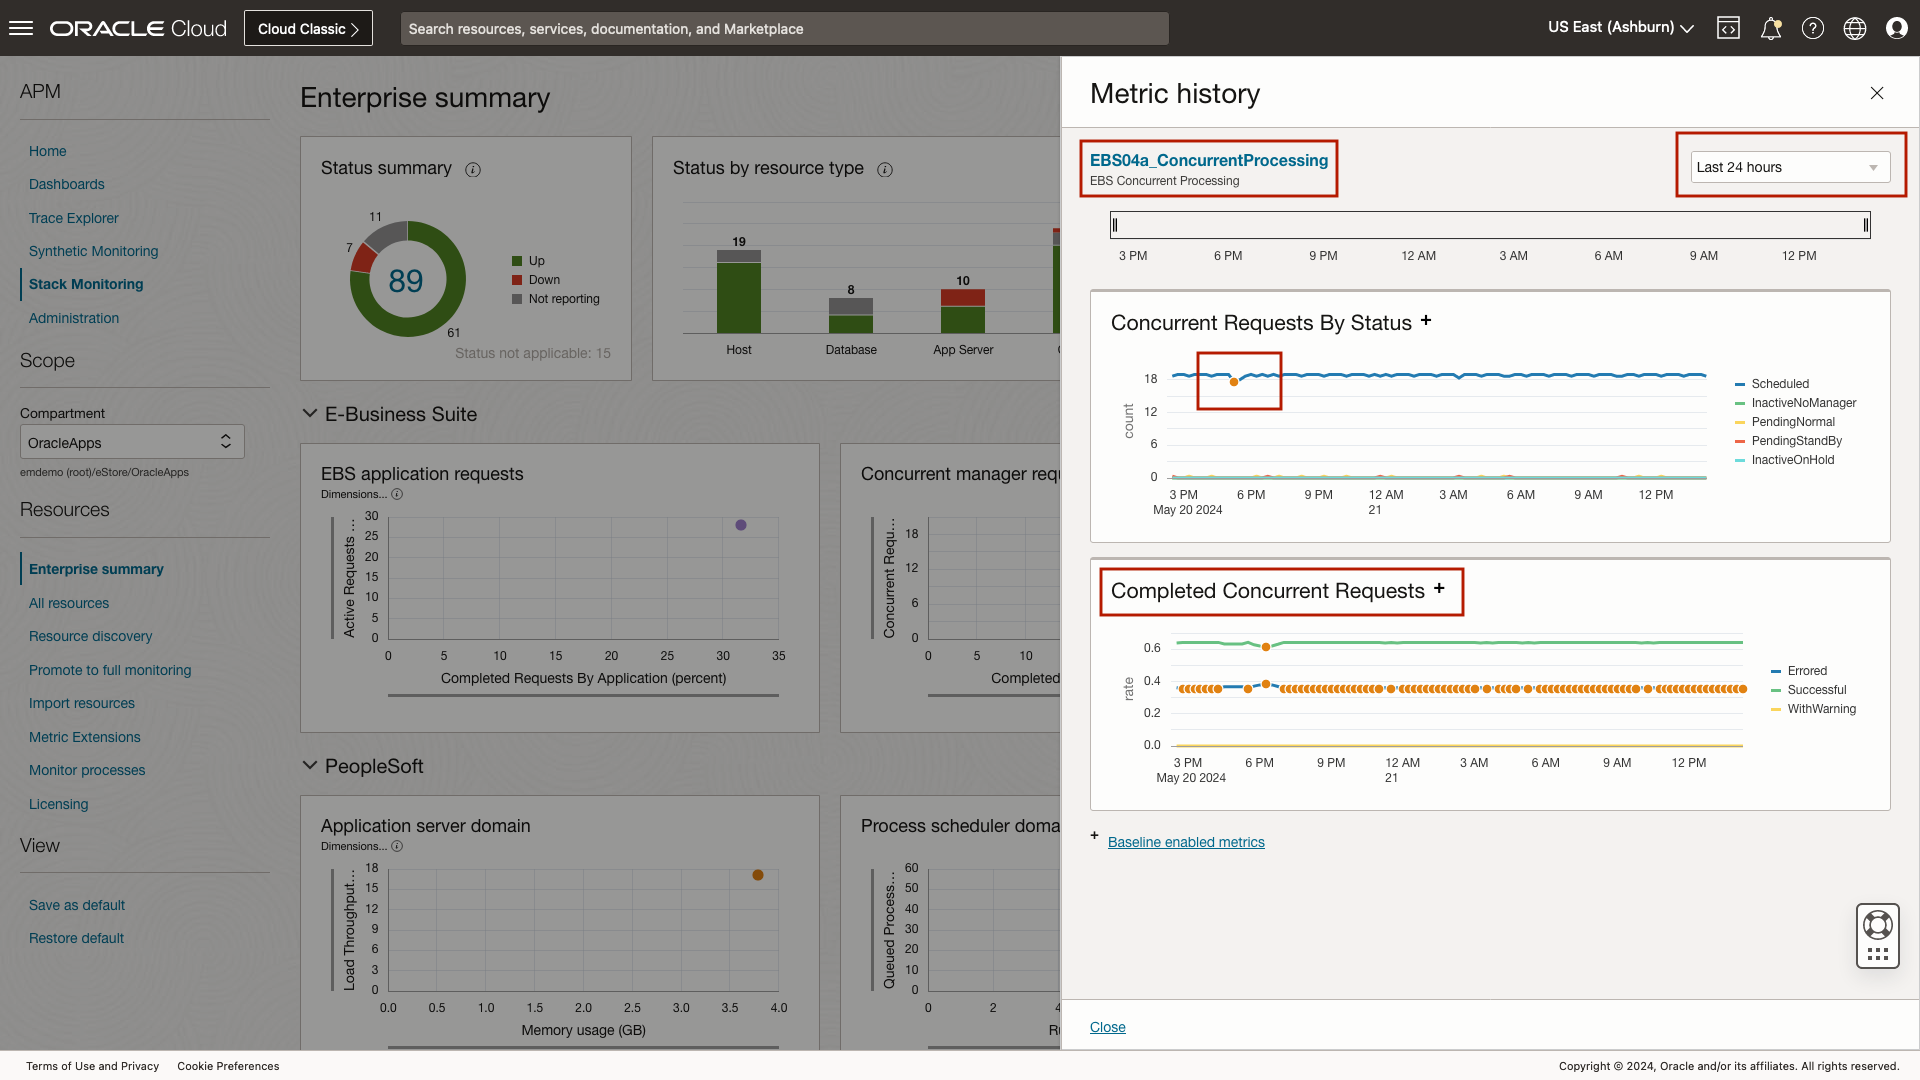 ORACLE Cloud
Cloud Classic
Search resources, services, documentation, and Marketplace
US East (Ashburn)
APM
Home
Dashboards
Trace Explorer
Synthetic Monitoring
Stack Monitoring
Administration
Scope
Compartment
OracleApps
emdemo (root)/eStore/OracleApps
Resources
Enterprise summary
All resources
Resource discovery
Promote to full monitoring
Import resources
Metric Extensions
Monitor processes
Licensing
View
Save as default
Restore default
Enterprise summary
Status summary
11
7
89
61
Up
Down
Not reporting
Status not applicable: 15
Status by resource type
19
8
10
Host
Database
App Server
E-Business Suite
EBS application requests
Dimensions...
Active Requests ...
30
25
20
15
10
5
0
0 5 10 15 20 25 30 35
Completed Requests By Application (percent)
Concurrent manager requ
Concurrent Requ...
18
12
6
0
0 5 10
Completed
PeopleSoft
Application server domain
Dimensions...
Load Throughput...
18
15
12
9
6
3
0
0.0 0.5 1.0 1.5 2.0 2.5 3.0 3.5 4.0
Memory usage (GB)
Process scheduler doma
Queued Process...
60
50
40
30
20
10
0
0 2 4
Ru
Metric history
EBS04a_ConcurrentProcessing
EBS Concurrent Processing
Last 24 hours
3 PM 6 PM 9 PM 12 AM 3 AM 6 AM 9 AM 12 PM
Concurrent Requests By Status +
count
18
12
6
0
3 PM 6 PM 9 PM 12 AM 3 AM 6 AM 9 AM 12 PM
May 20 2024 21
Scheduled
InactiveNoManager
PendingNormal
PendingStandBy
InactiveOnHold
Completed Concurrent Requests +
rate
0.6
0.4
0.2
0.0
3 PM 6 PM 9 PM 12 AM 3 AM 6 AM 9 AM 12 PM
May 20 2024 21
Errored
Successful
WithWarning
+ Baseline enabled metrics
Close
Terms of Use and Privacy Cookie Preferences
Copyright © 2024, Oracle and/or its affiliates. All rights reserved.